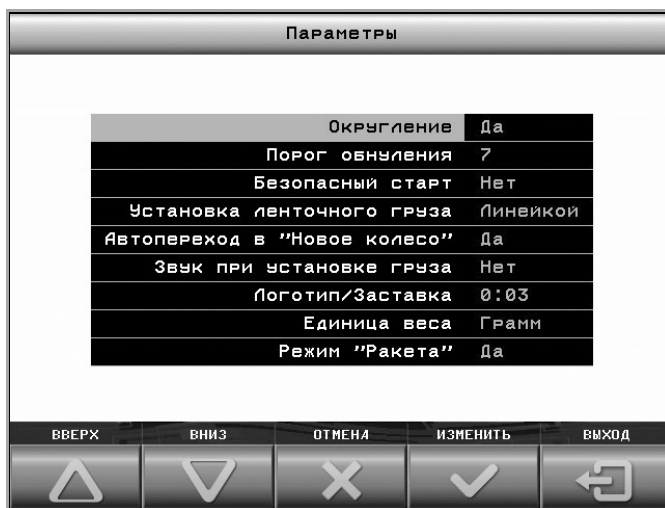 Параметры
Округление Да
Порог обнуления 7
Безопасный старт Нет
Установка ленточного груза Линейкой
Автопереход в "Новое колесо" Да
Звук при установке груза Нет
Логотип/Заставка 0:03
Единица веса Грамм
Режим "Ракета" Да
ВВЕРХ ВНИЗ ОТМЕНА ИЗМЕНИТЬ ВЫХОД